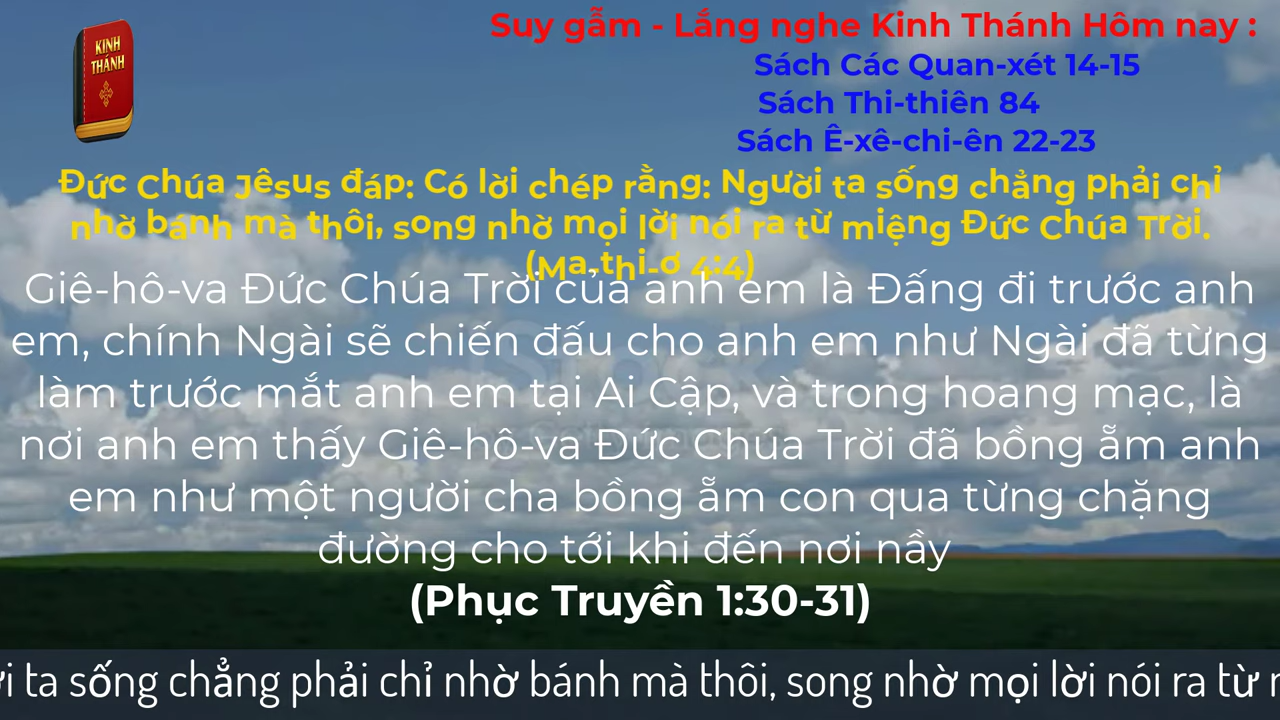 KINH
THÁNH
Suy gẫm - Lắng nghe Kinh Thánh Hôm nay :
Sách Các Quan-xét 14-15
Sách Thi-thiên 84
Sách Ê-xê-chi-ên 22-23
Đức Chúa Jêsus đáp: Có lời chép rằng: Người ta sống chẳng phải chỉ
nhờ bánh mà thôi, song nhờ mọi lời nói ra từ miệng Đức Chúa Trời.
(Ma-thi-ơ 4:4)
Giê-hô-va Đức Chúa Trời của anh em là Đấng đi trước anh
em, chính Ngài sẽ chiến đấu cho anh em như Ngài đã từng
làm trước mắt anh em tại Ai Cập, và trong hoang mạc, là
nơi anh em thấy Giê-hô-va Đức Chúa Trời đã bồng ẵm anh
em như một người cha bồng ẵm con qua từng chặng
đường cho tới khi đến nơi nầy
(Phục Truyền 1:30-31)
ta sống chẳng phải chỉ nhờ bánh mà thôi, song nhờ mọi lời nói ra từ